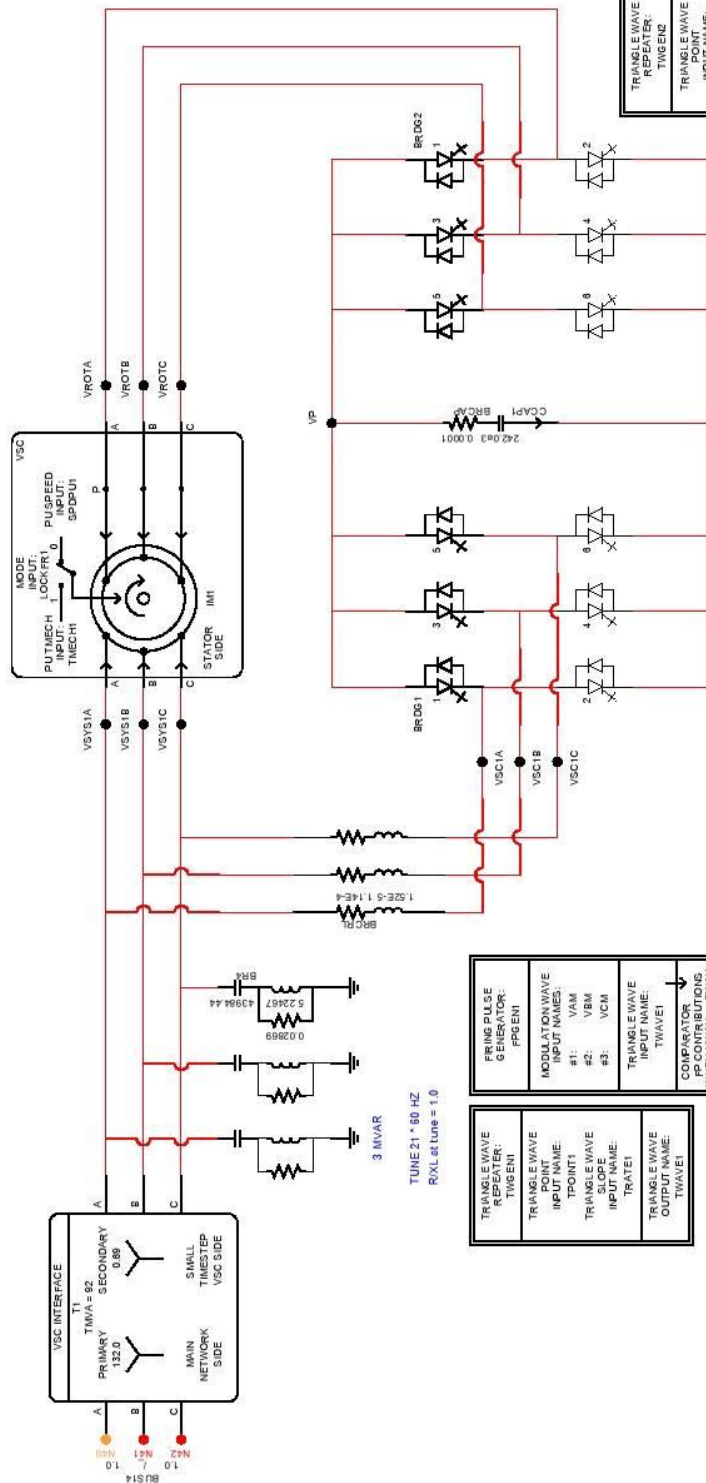 BUS14
1.0
/_
1.0
N40
N41
N42
A
B
C
VSC INTERFACE
T1
TMVA = 92
PRIMARY
132.0
SECONDARY
0.69
MAIN
NETWORK
SIDE
SMALL
TIMESTEP
VSC SIDE
A
B
C
3 MVAR
TUNE 21 * 60 HZ
R/XL at tune = 1.0
BR4
43984.44
5.22467
0.02869
BRCRL
1.52E-5 1.14E-4
VSYS1A
VSYS1B
VSYS1C
A
B
C
VSC
PUTMECH
INPUT:
TMECH1
MODE
INPUT:
LOCKFR1
1
0
PUSPEED
INPUT:
SPDPU1
STATOR
SIDE
IM1
P
A
B
C
VROTA
VROTB
VROTC
VSC1A
VSC1B
VSC1C
BRDG1
1
3
5
2
4
6
VP
BRCAP
0.0001
CCAP1
242.0e3
BRDG2
5
3
1
6
4
2
TRIANGLE WAVE
REPEATER:
TWGEN1
TRIANGLE WAVE
POINT
INPUT NAME:
TPOINT1
TRIANGLE WAVE
SLOPE
INPUT NAME:
TRATE1
TRIANGLE WAVE
OUTPUT NAME:
TWAVE1
FIRING PULSE
GENERATOR:
FPGEN1
MODULATION WAVE
INPUT NAMES:
#1: VAM
#2: VBM
#3: VCM
TRIANGLE WAVE
INPUT NAME:
TWAVE1
COMPARATOR
FP CONTRIBUTIONS
TRIANGLE WAVE
REPEATER:
TWGEN2
TRIANGLE WAVE
POINT
INPUT NAME: